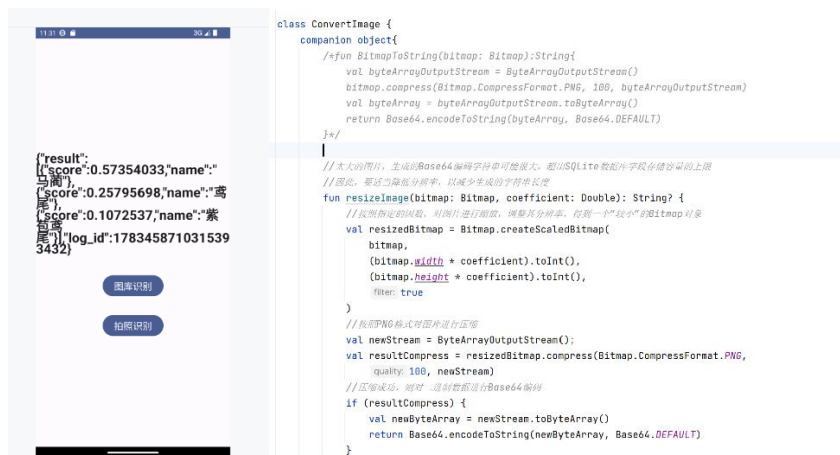 11:31
3G
{"result":
[{"score":0.57354033,"name":"
马蔺"},
{"score":0.25795698,"name":"鸢
尾"},
{"score":0.1072537,"name":"紫
苞鸢
尾"}],"log_id":178345871031539
3432}
图库识别
拍照识别
class ConvertImage {
companion object{
/*fun BitmapToString(bitmap: Bitmap):String{
val byteArrayOutputStream = ByteArrayOutputStream()
bitmap.compress(Bitmap.CompressFormat.PNG, 100, byteArrayOutputStream)
val byteArray = byteArrayOutputStream.toByteArray()
return Base64.encodeToString(byteArray, Base64.DEFAULT)
}*/
//太大的图片，生成的Base64编码字符串可能很大，超出SQLite数据库字段存储容量的上限
//因此，要适当降低分辨率，以减少生成的字符串长度
fun resizeImage(bitmap: Bitmap, coefficient: Double): String? {
//按照指定的因数，对图片进行缩放，调整其分辨率，得到一个“较小”的Bitmap对象
val resizedBitmap = Bitmap.createScaledBitmap(
bitmap,
(bitmap.width * coefficient).toInt(),
(bitmap.height * coefficient).toInt(),
filter: true
)
//按照PNG格式对图片进行压缩
val newStream = ByteArrayOutputStream();
val resultCompress = resizedBitmap.compress(Bitmap.CompressFormat.PNG,
quality: 100, newStream)
//压缩成功，则对二进制数据进行Base64编码
if (resultCompress) {
val newByteArray = newStream.toByteArray()
return Base64.encodeToString(newByteArray, Base64.DEFAULT)
}